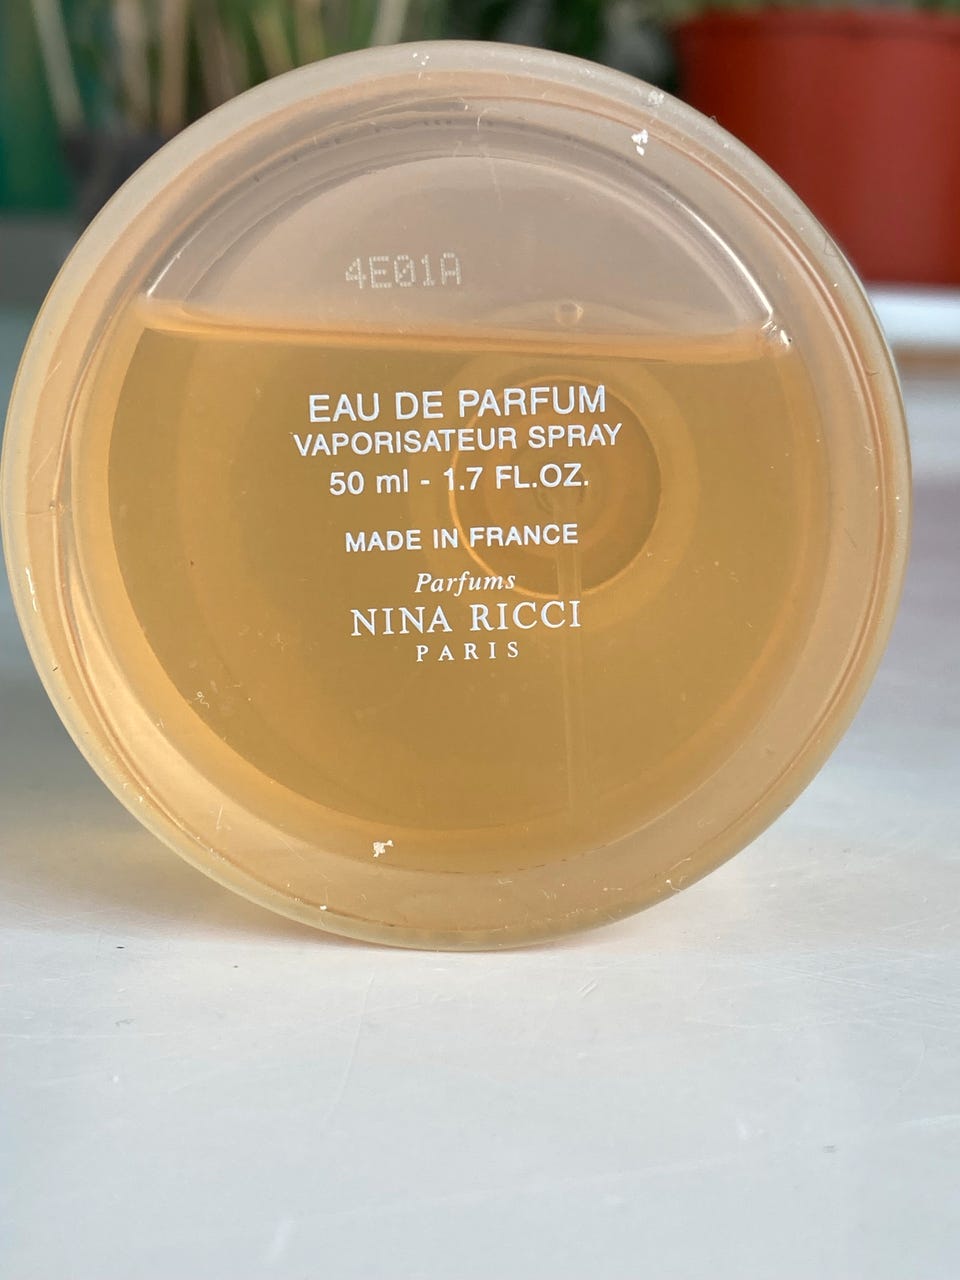 4E01A
EAU DE PARFUM
VAPORISATEUR SPRAY
50 ml - 1.7 FL.OZ.
MADE IN FRANCE
Parfums
NINA RICCI
PARIS